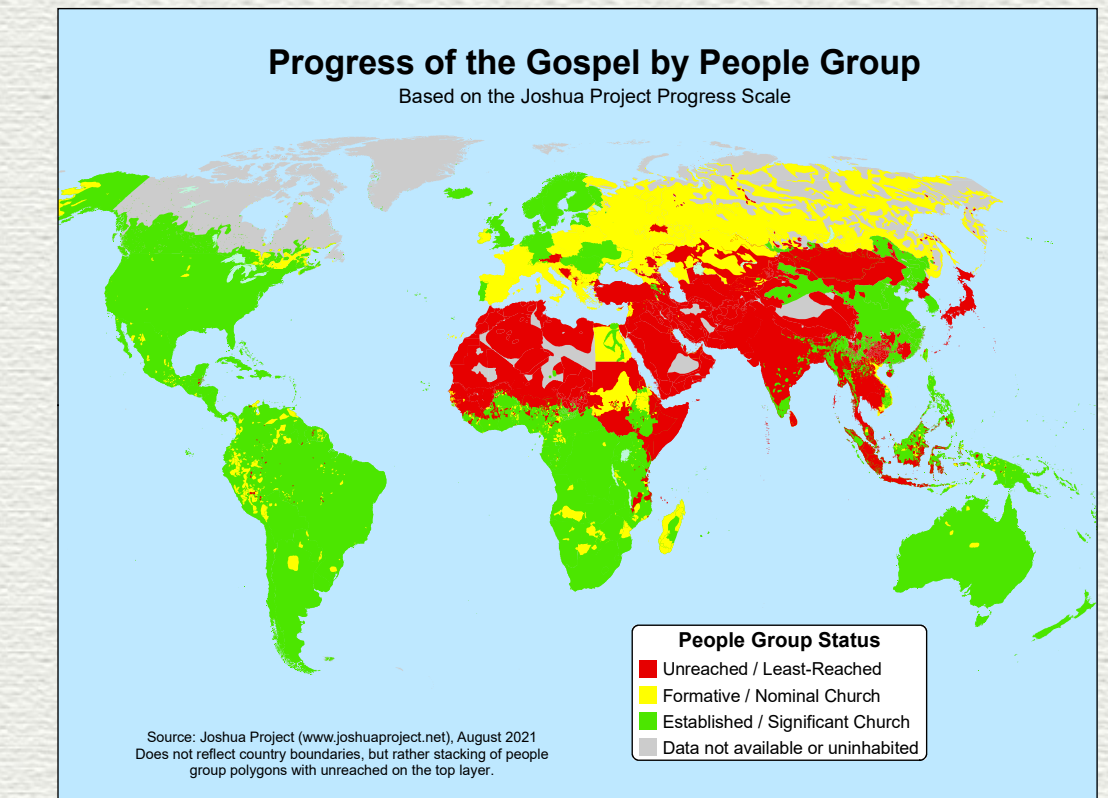 Progress of the Gospel by People Group
Based on the Joshua Project Progress Scale
People Group Status
Unreached / Least-Reached
Formative / Nominal Church
Established / Significant Church
Data not available or uninhabited
Source: Joshua Project (www.joshuaproject.net), August 2021
Does not reflect country boundaries, but rather stacking of people
group polygons with unreached on the top layer.